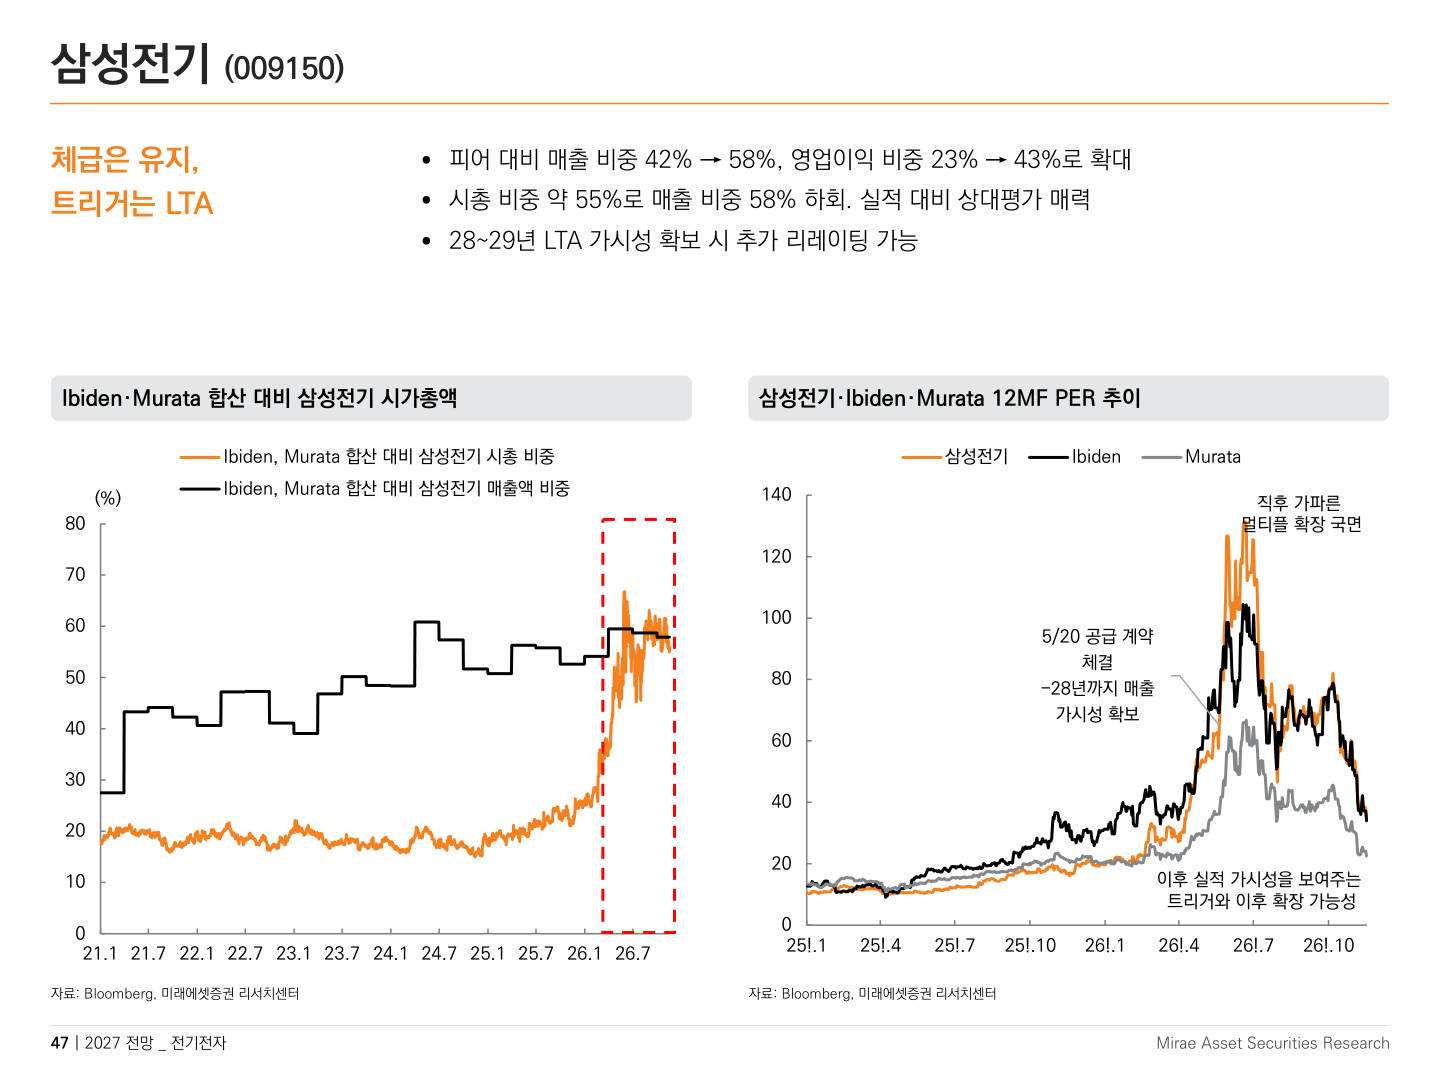 삼성전기 (009150)
체급은 유지,
트리거는 LTA
• 피어 대비 매출 비중 42% → 58%, 영업이익 비중 23% → 43%로 확대
• 시총 비중 약 55%로 매출 비중 58% 하회. 실적 대비 상대평가 매력
• 28~29년 LTA 가시성 확보 시 추가 리레이팅 가능
Ibiden·Murata 합산 대비 삼성전기 시가총액
Ibiden, Murata 합산 대비 삼성전기 시총 비중
Ibiden, Murata 합산 대비 삼성전기 매출액 비중
(%)
80
70
60
50
40
30
20
10
0
21.1 21.7 22.1 22.7 23.1 23.7 24.1 24.7 25.1 25.7 26.1 26.7
자료: Bloomberg, 미래에셋증권 리서치센터
삼성전기·Ibiden·Murata 12MF PER 추이
삼성전기 Ibiden Murata
140
120
100
80
60
40
20
0
직후 가파른
멀티플 확장 국면
5/20 공급 계약
체결
-28년까지 매출
가시성 확보
이후 실적 가시성을 보여주는
트리거와 이후 확장 가능성
25!.1 25!.4 25!.7 25!.10 26!.1 26!.4 26!.7 26!.10
자료: Bloomberg, 미래에셋증권 리서치센터
47 | 2027 전망 _ 전기전자
Mirae Asset Securities Research